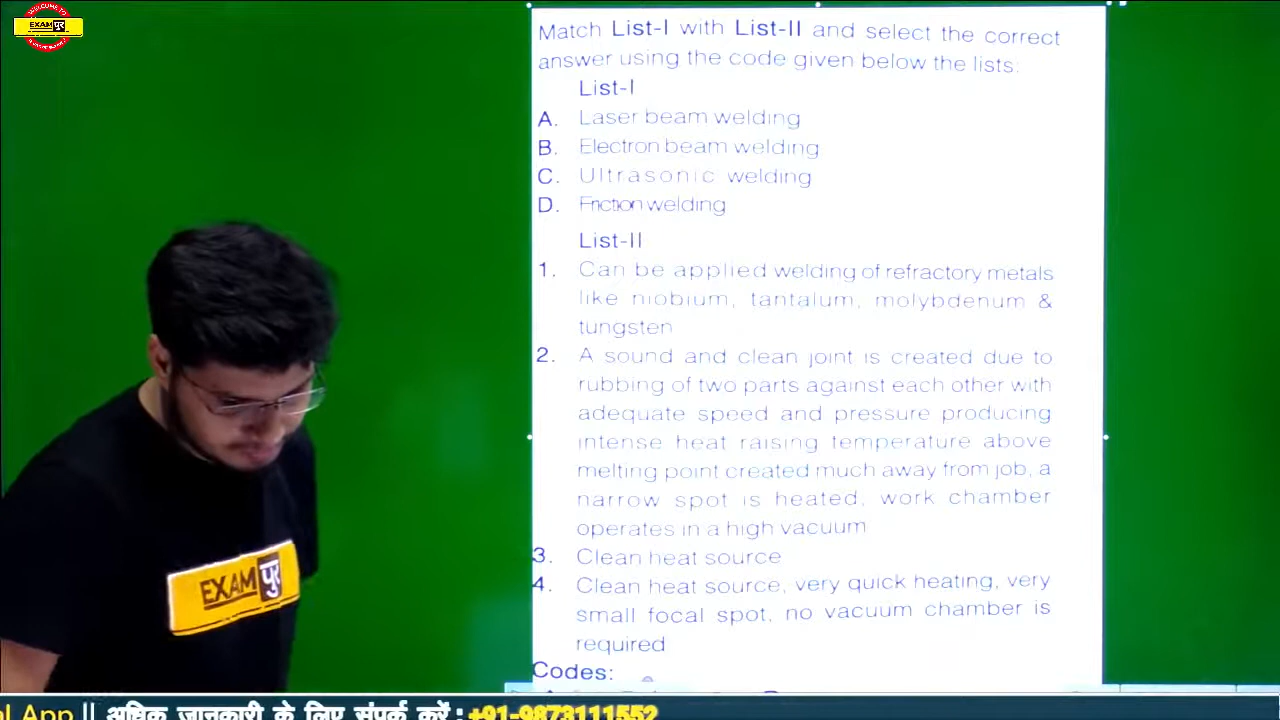 WELCOME TO
EXAM पुर
Match List-I with List-II and select the correct
answer using the code given below the lists:
List-I
A. Laser beam welding
B. Electron beam welding
C. Ultrasonic welding
D. Friction welding
List-II
1. Can be applied welding of refractory metals
like niobium, tantalum, molybdenum &
tungsten
2. A sound and clean joint is created due to
rubbing of two parts against each other with
adequate speed and pressure producing
intense heat raising temperature above
melting point created much away from job, a
narrow spot is heated, work chamber
operates in a high vacuum
3. Clean heat source
4. Clean heat source, very quick heating, very
small focal spot, no vacuum chamber is
required
Codes:
EXAM पुर
App || अधिक जानकारी के लिए संपर्क करें : +91-9873111552